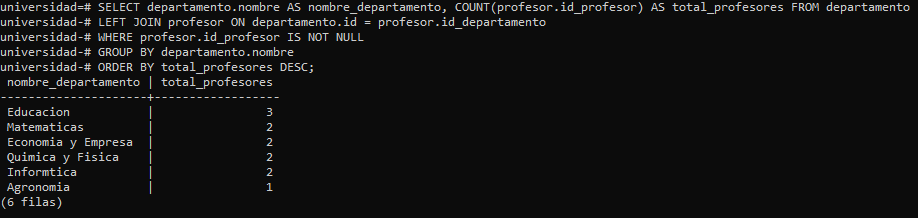 universidad=# SELECT departamento.nombre AS nombre_departamento, COUNT(profesor.id_profesor) AS total_profesores FROM departamento
universidad-# LEFT JOIN profesor ON departamento.id = profesor.id_departamento
universidad-# WHERE profesor.id_profesor IS NOT NULL
universidad-# GROUP BY departamento.nombre
universidad-# ORDER BY total_profesores DESC;
 nombre_departamento | total_profesores
---------------------+------------------
 Educacion           |                3
 Matematicas         |                2
 Economia y Empresa  |                2
 Quimica y Fisica    |                2
 Informtica          |                2
 Agronomia           |                1
(6 filas)